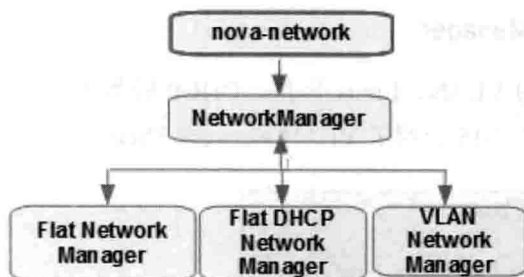 nova-network
NetworkManager
Flat Network
Manager
Flat DHCP
Network
Manager
VLAN
Network
Manager